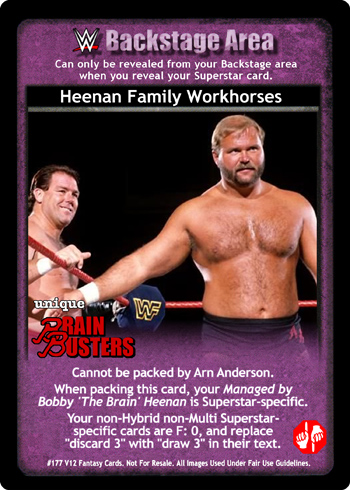 W
Backstage Area
Can only be revealed from your Backstage area
when you reveal your Superstar card.
Heenan Family Workhorses
WF
unique
BRAIN
BUSTERS
Cannot be packed by Arn Anderson.
When packing this card, your Managed by
Bobby 'The Brain' Heenan is Superstar-specific.
Your non-Hybrid non-Multi Superstar-
specific cards are F: 0, and replace
"discard 3" with "draw 3" in their text.
#177 V12 Fantasy Cards. Not For Resale. All Images Used Under Fair Use Guidelines.